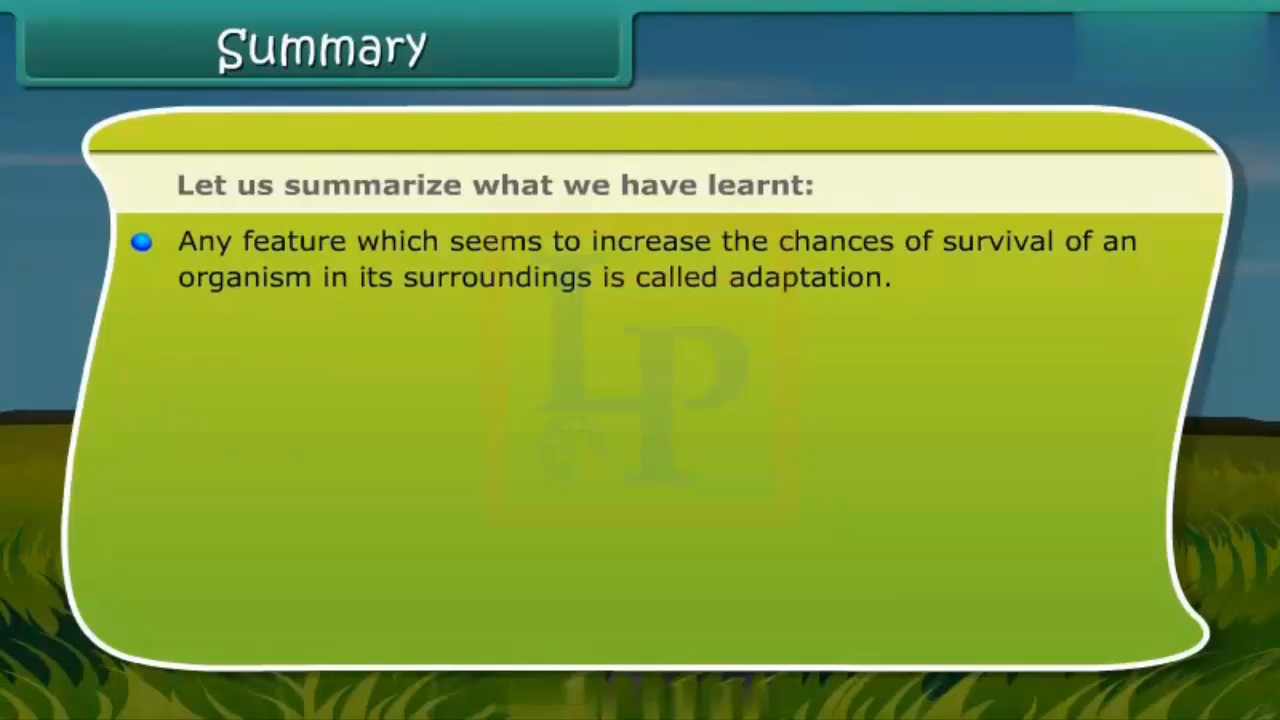 Summary
Let us summarize what we have learnt:
Any feature which seems to increase the chances of survival of an
organism in its surroundings is called adaptation.
LP